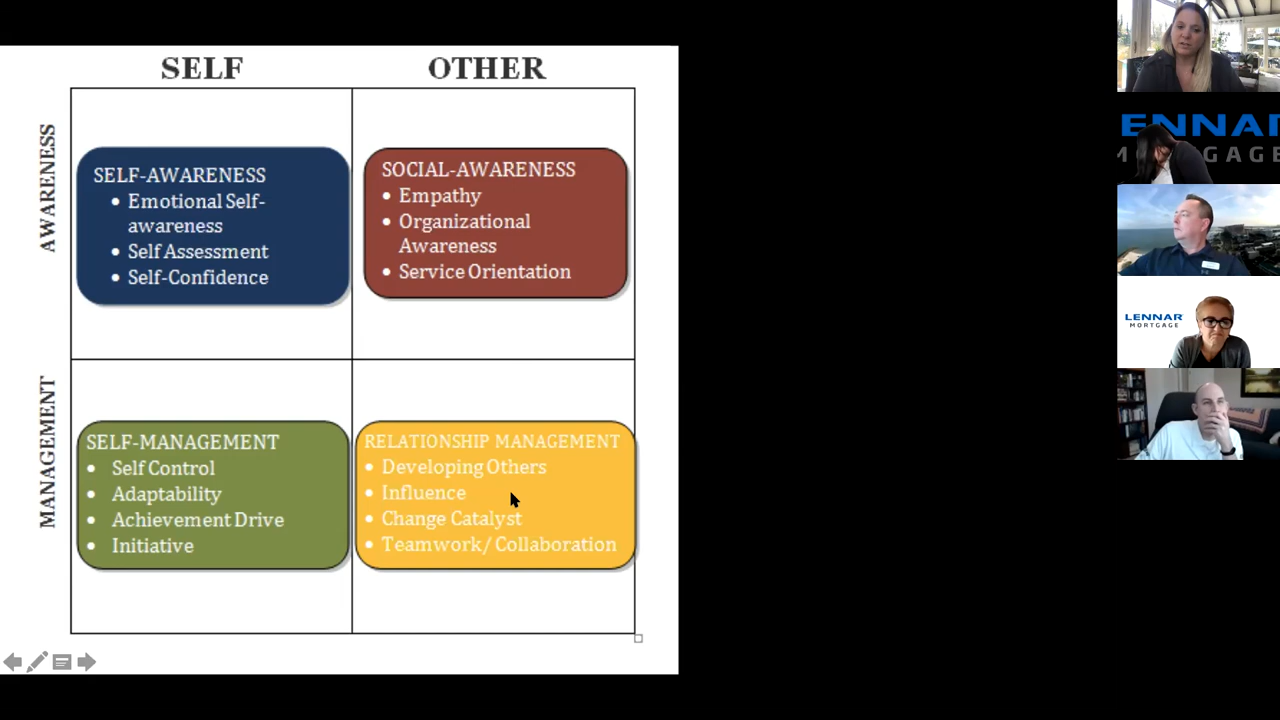 SELF
OTHER
AWARENESS
SELF-AWARENESS
• Emotional Self-
awareness
• Self Assessment
• Self-Confidence
SOCIAL-AWARENESS
• Empathy
• Organizational
Awareness
• Service Orientation
MANAGEMENT
SELF-MANAGEMENT
• Self Control
• Adaptability
• Achievement Drive
• Initiative
RELATIONSHIP MANAGEMENT
• Developing Others
• Influence
• Change Catalyst
• Teamwork/ Collaboration
LENNAR
MORTGAGE
LENNAR
MORTGAGE